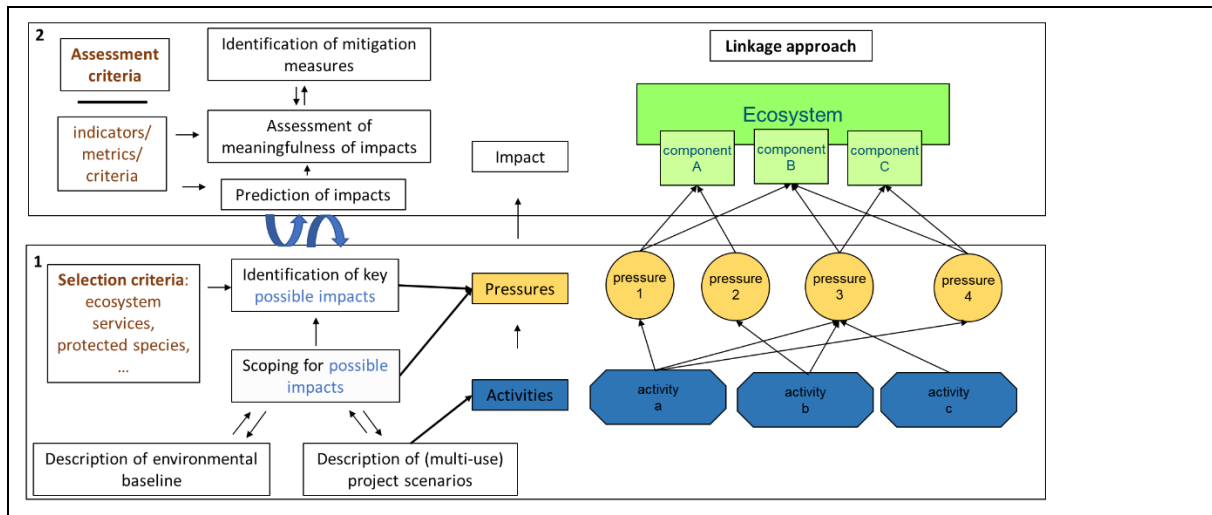 2
Assessment
criteria
indicators/
metrics/
criteria
Identification of mitigation
measures
Assessment of
meaningfulness of impacts
Prediction of impacts
Impact
Linkage approach
Ecosystem
component
A
component
B
component
C
1
Selection criteria:
ecosystem
services,
protected species,
...
Identification of key
possible impacts
Scoping for possible
impacts
Description of environmental
baseline
Description of (multi-use)
project scenarios
Pressures
Activities
pressure
1
pressure
2
pressure
3
pressure
4
activity
a
activity
b
activity
c